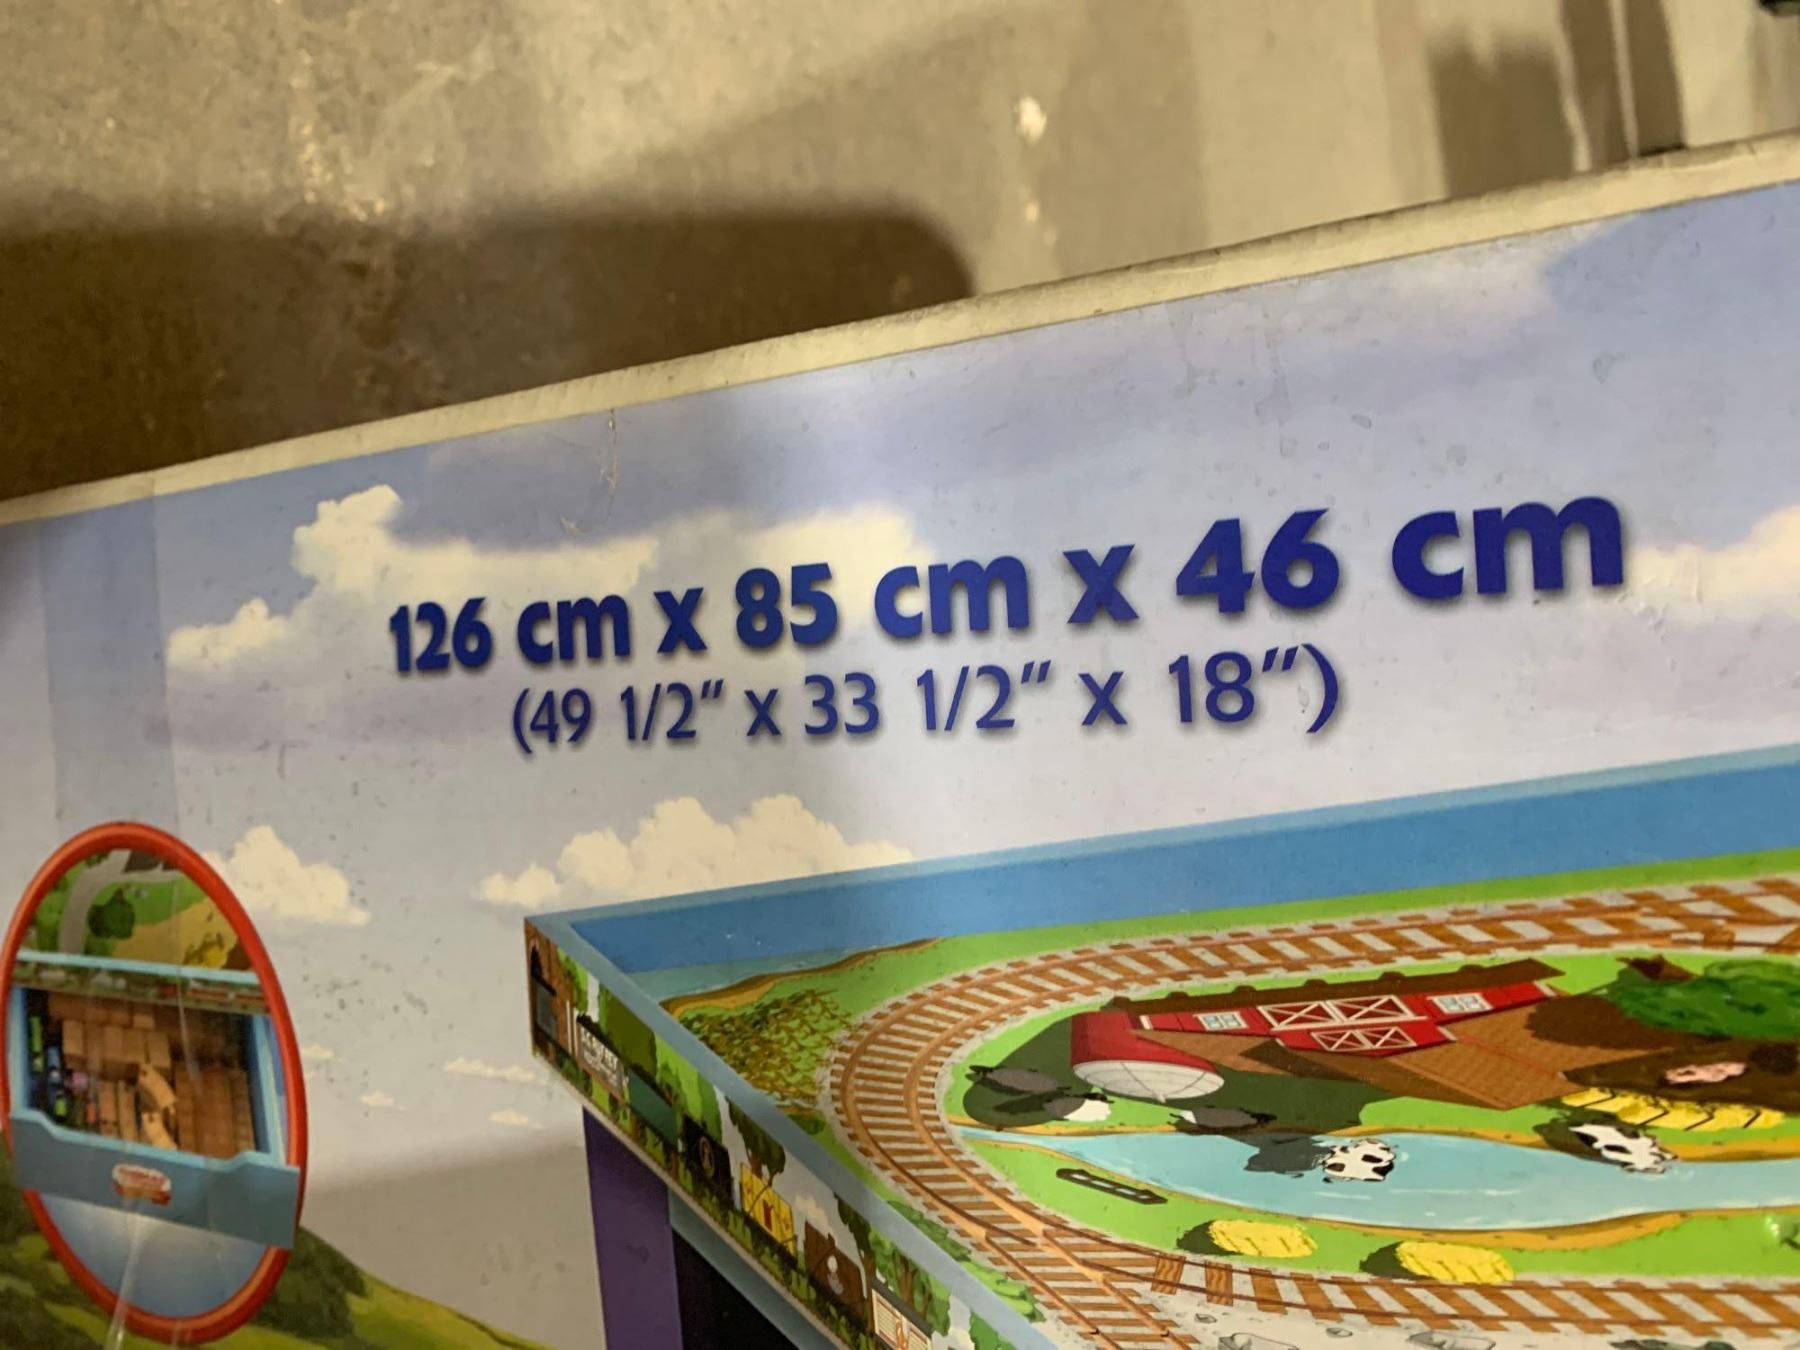 126 cm x 85 cm x 46 cm
(49 1/2" x 33 1/2" x 18")